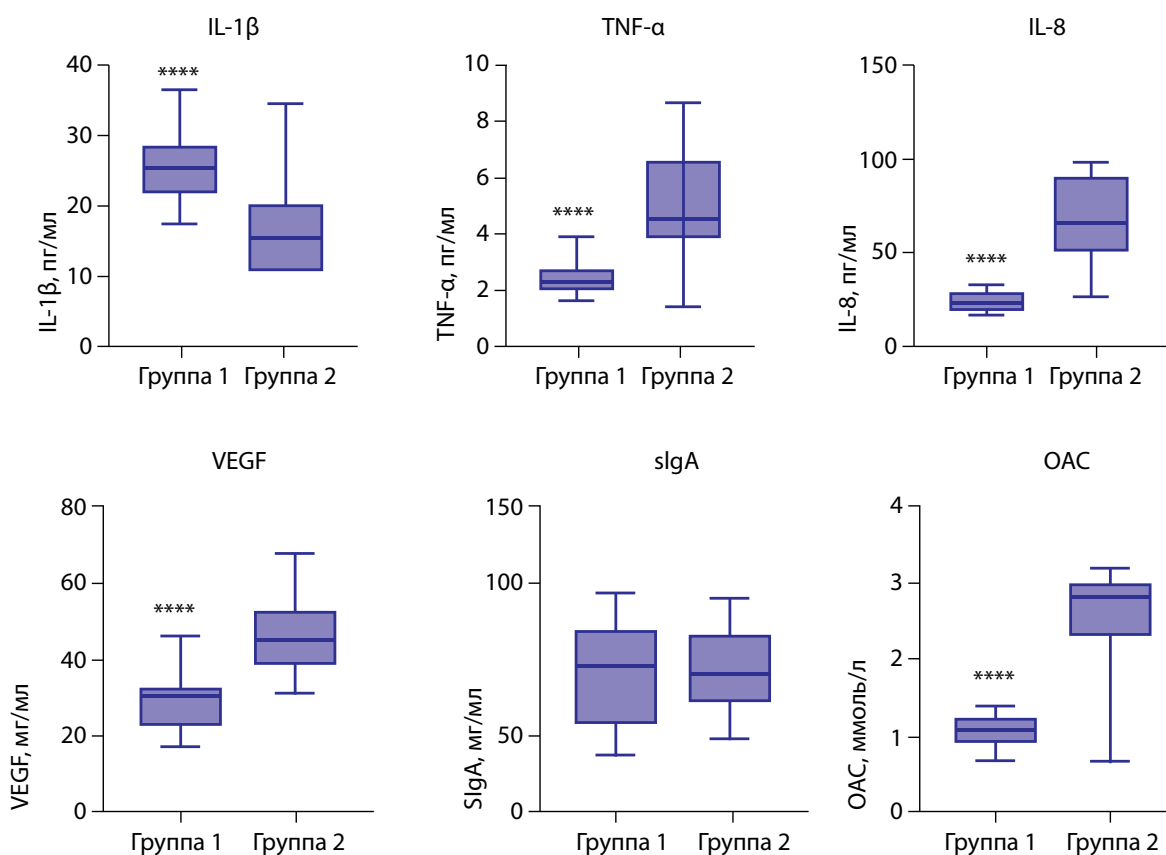 IL-1β
TNF-α
IL-8
IL-1β, пг/мл
40
30
20
10
0
****
Группа 1
Группа 2
TNF-α, пг/мл
10
8
6
4
2
0
****
Группа 1
Группа 2
IL-8, пг/мл
150
100
50
0
****
Группа 1
Группа 2
VEGF
sIgA
OAC
VEGF, мг/мл
80
60
40
20
0
****
Группа 1
Группа 2
SIgA, мг/мл
150
100
50
0
Группа 1
Группа 2
OAC, ммоль/л
4
3
2
1
0
****
Группа 1
Группа 2